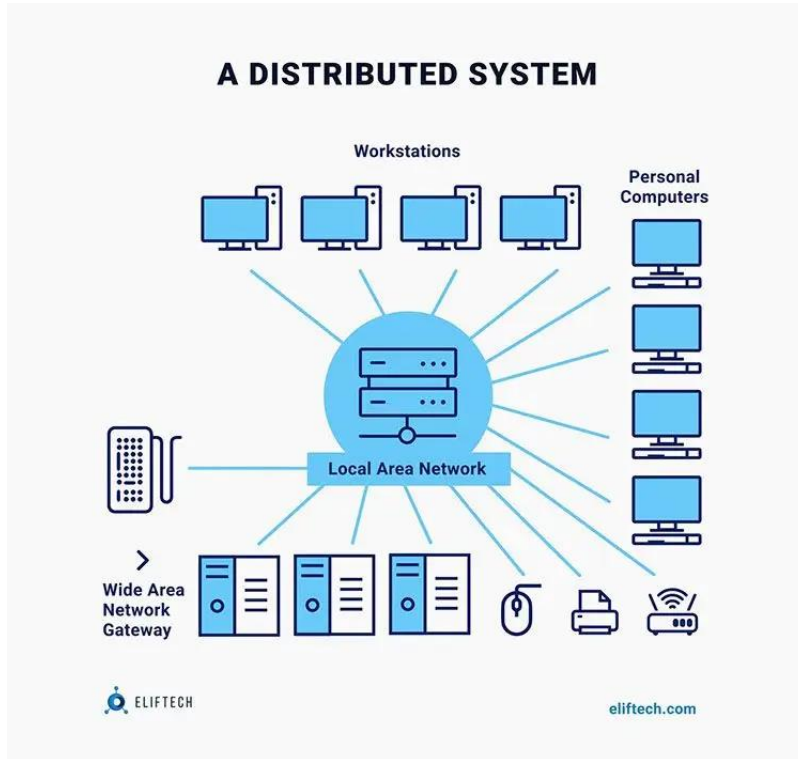 A DISTRIBUTED SYSTEM
Workstations
Personal
Computers
Local Area Network
Wide Area
Network
Gateway
ELIFTECH
eliftech.com